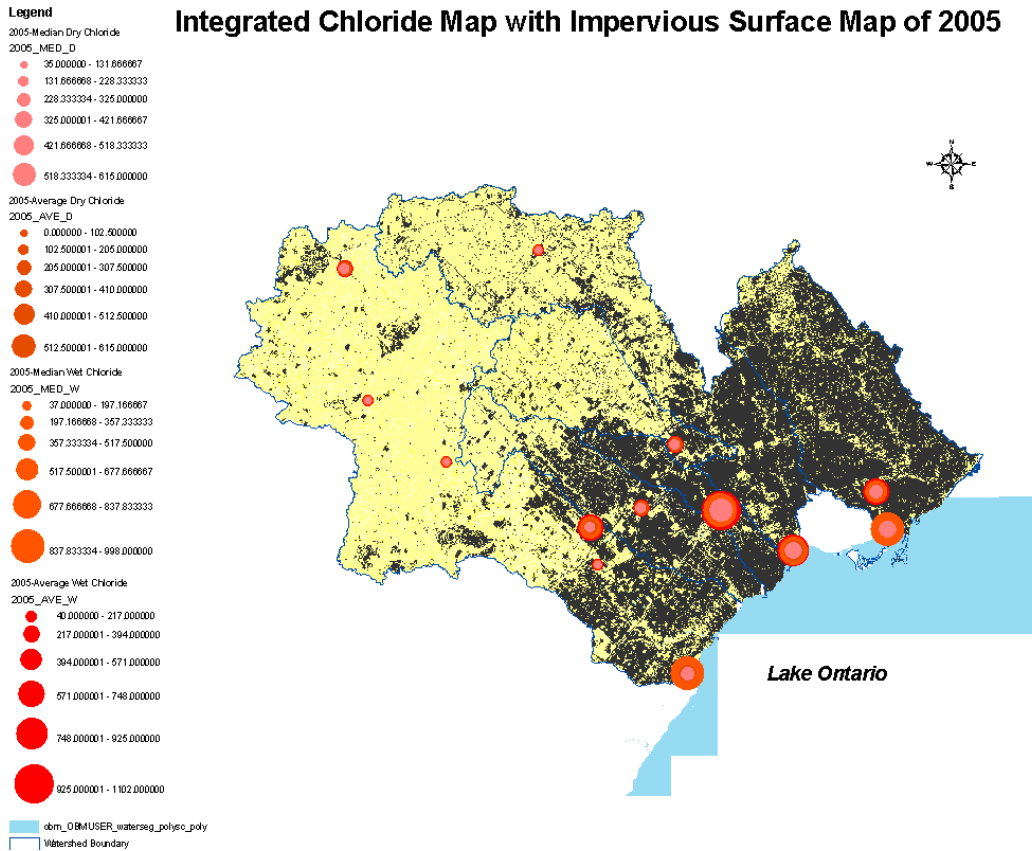 Integrated Chloride Map with Impervious Surface Map of 2005
Legend
2005-Median Dry Chloride
2005_MED_D
35.000000 - 131.666667
131.666668 - 228.333333
228.333334 - 325.000000
325.000001 - 421.666667
421.666668 - 518.333333
518.333334 - 615.000000
2005-Average Dry Chloride
2005_AVE_D
0.000000 - 102.500000
102.500001 - 205.000000
205.000001 - 307.500000
307.500001 - 410.000000
410.000001 - 512.500000
512.500001 - 615.000000
2005-Median Wet Chloride
2005_MED_W
37.000000 - 197.166667
197.166668 - 357.333333
357.333334 - 517.500000
517.500001 - 677.666667
677.666668 - 837.833333
837.833334 - 998.000000
2005-Average Wet Chloride
2005_AVE_W
40.000000 - 217.000000
217.000001 - 394.000000
394.000001 - 571.000000
571.000001 - 748.000000
748.000001 - 925.000000
925.000001 - 1102.000000
obm_OBMUSER_waterseg_polysc_poly
Watershed Boundary
N
W E
S
Lake Ontario